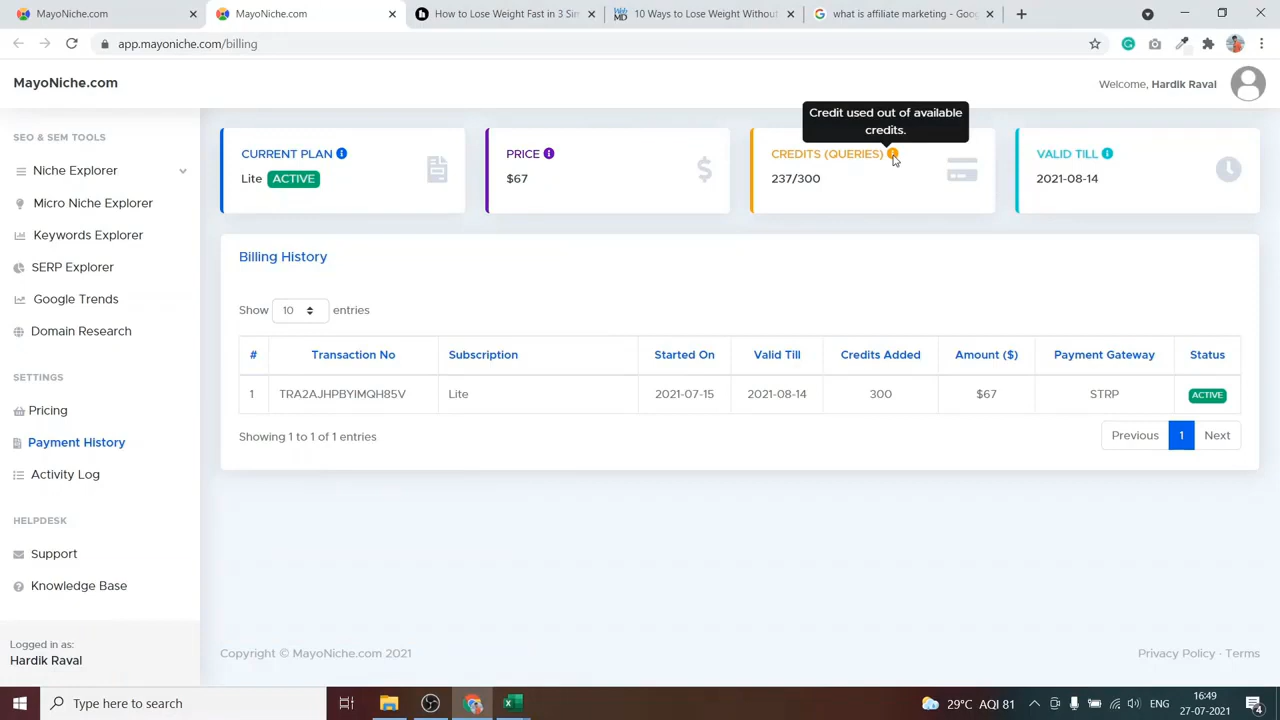 MayoNiche.com
MayoNiche.com
How to Lose Weight Fast in 3 Sim
Web MD
10 Ways to Lose Weight Without
what is affiliate marketing - Goo
app.mayoniche.com/billing
MayoNiche.com
Welcome, Hardik Raval
Credit used out of available
credits.
SEO & SEM TOOLS
Niche Explorer
Micro Niche Explorer
Keywords Explorer
SERP Explorer
Google Trends
Domain Research
SETTINGS
Pricing
Payment History
Activity Log
HELPDESK
Support
Knowledge Base
Logged in as:
Hardik Raval
CURRENT PLAN
Lite ACTIVE
PRICE
$67
CREDITS (QUERIES)
237/300
VALID TILL
2021-08-14
Billing History
Show 10 entries
# Transaction No Subscription Started On Valid Till Credits Added Amount ($) Payment Gateway Status
1 TRA2AJHPBYIMQH85V Lite 2021-07-15 2021-08-14 300 $67 STRP ACTIVE
Showing 1 to 1 of 1 entries
Previous 1 Next
Copyright © MayoNiche.com 2021
Privacy Policy · Terms
Type here to search
29°C AQI 81
ENG
16:49
27-07-2021
4